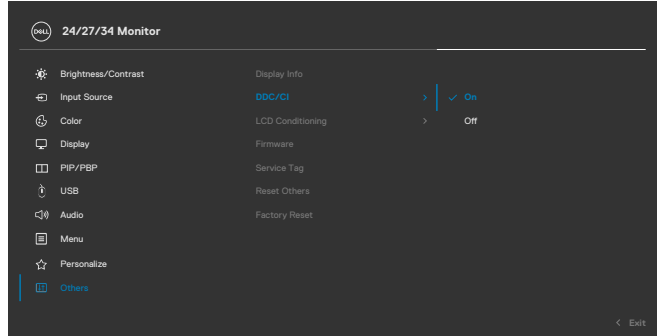 DELL 24/27/34 Monitor
Brightness/Contrast Display Info
Input Source DDC/CI > ✓ On
Color LCD Conditioning > Off
Display Firmware
PIP/PBP Service Tag
USB Reset Others
Audio Factory Reset
Menu
Personalize
Others
< Exit